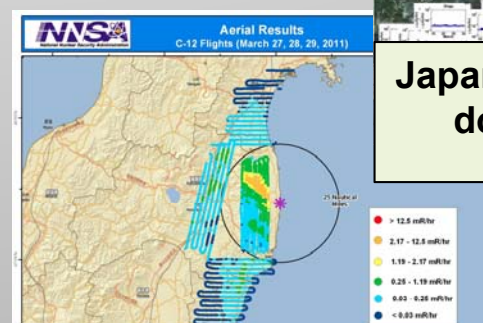 NNSA
National Nuclear Security Administration
Aerial Results
C-12 Flights (March 27, 28, 29, 2011)
Japan
do
25 Nautical
Miles
> 12.5 mR/hr
2.17 - 12.5 mR/hr
1.19 - 2.17 mR/hr
0.25 - 1.19 mR/hr
0.03 - 0.25 mR/hr
< 0.03 mR/hr